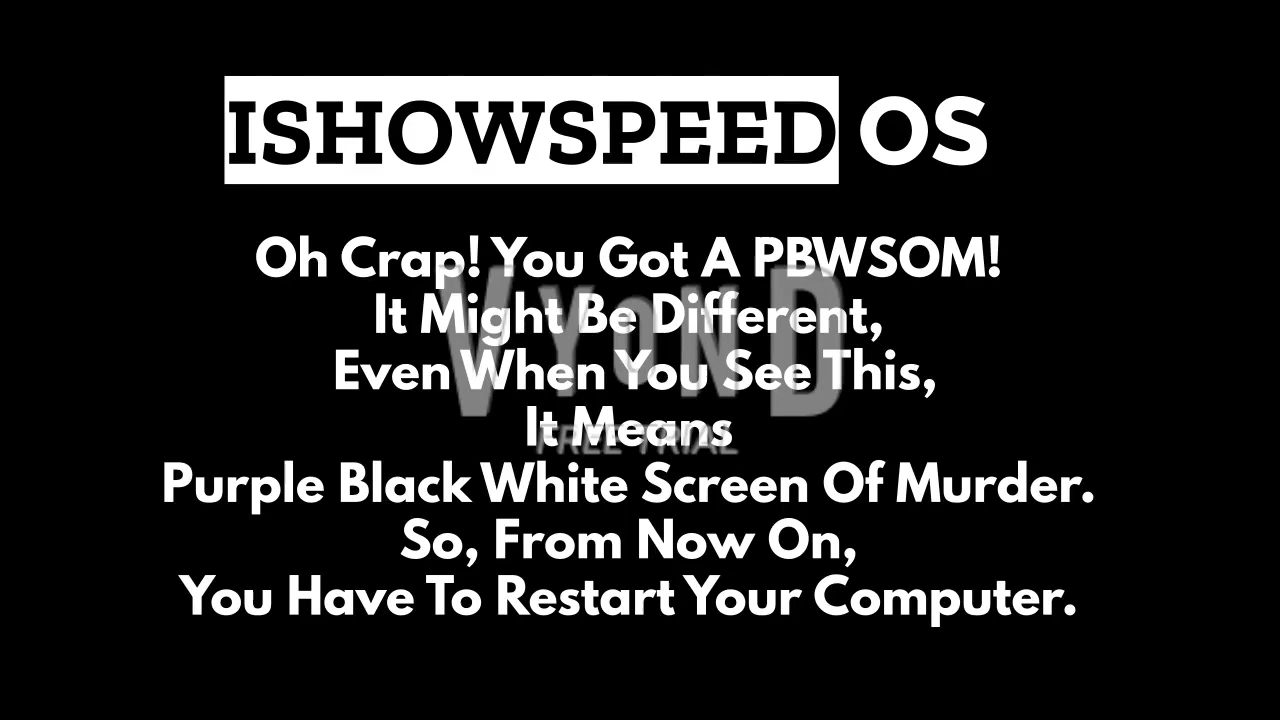 ISHOWSPEED OS
Oh Crap! You Got A PBWSOM!
It Might Be Different,
Even When You See This,
It Means
Purple Black White Screen Of Murder.
So, From Now On,
You Have To Restart Your Computer.
VYOND
FREE TRIAL